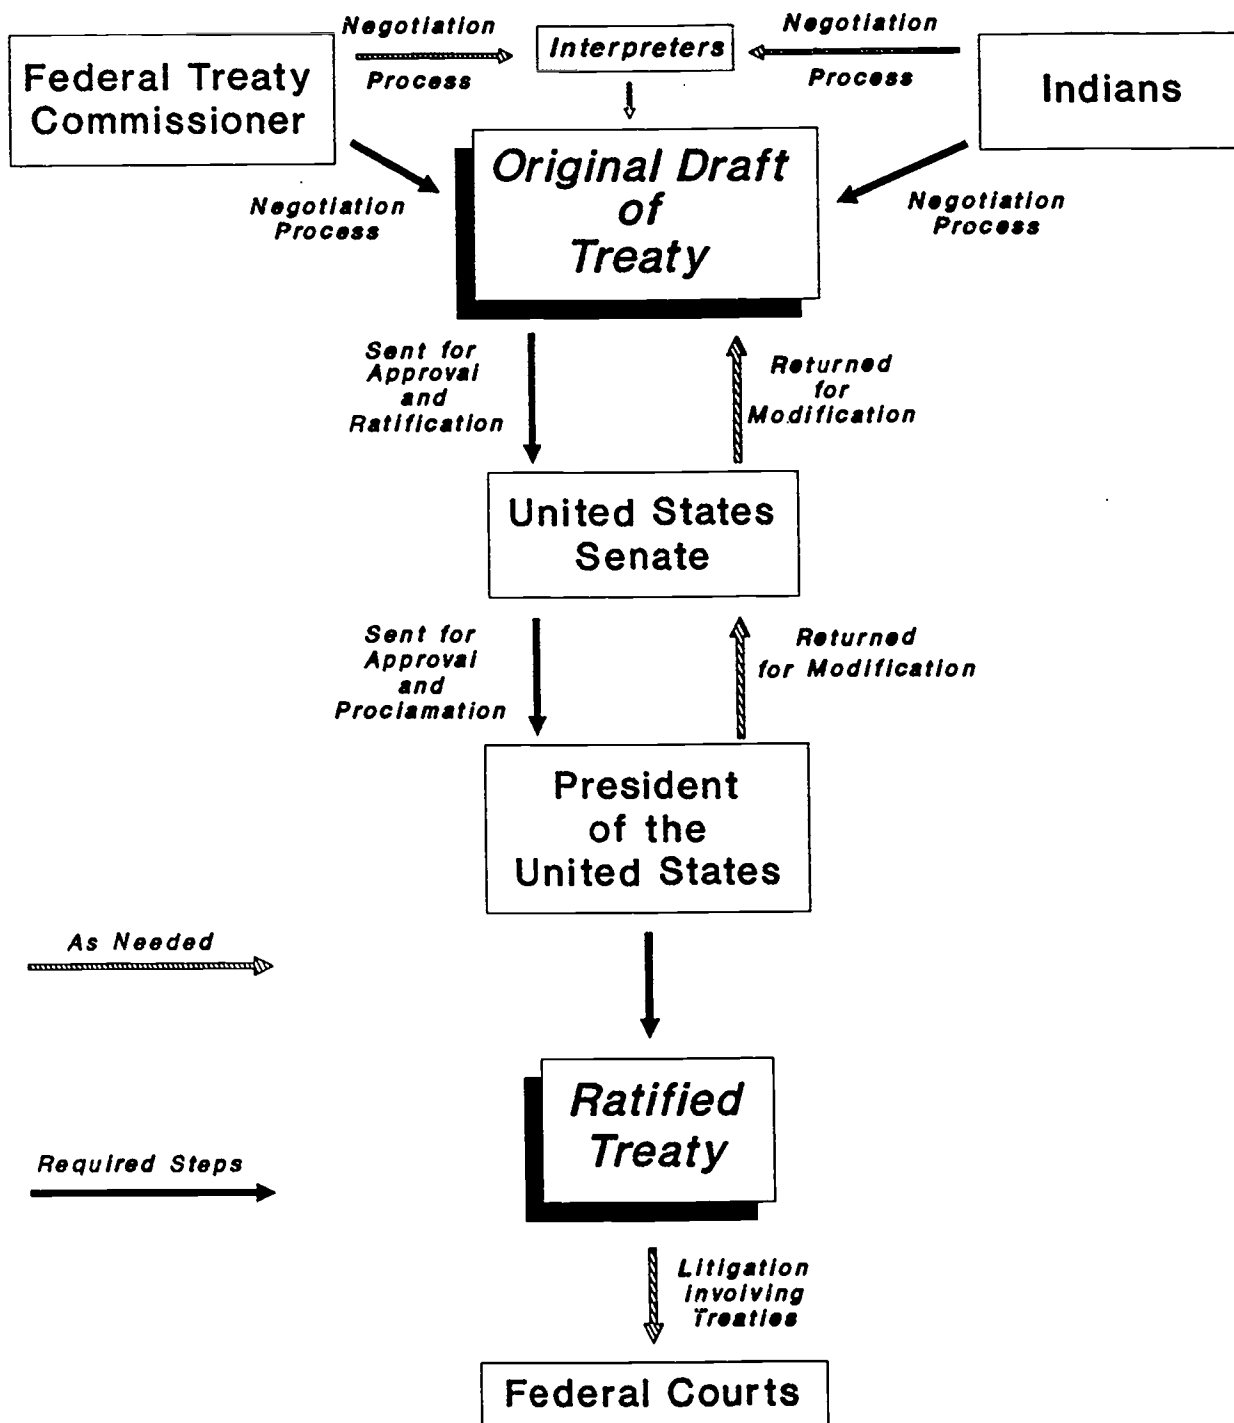 Negotiation
Process
Interpreters
Negotiation
Process
Federal Treaty
Commissioner
Indians
Original Draft
of
Treaty
Negotiation
Process
Negotiation
Process
Sent for
Approval
and
Ratification
Returned
for
Modification
United States
Senate
Sent for
Approval
and
Proclamation
Returned
for Modification
President
of the
United States
As Needed
Ratified
Treaty
Required Steps
Litigation
Involving
Treaties
Federal Courts